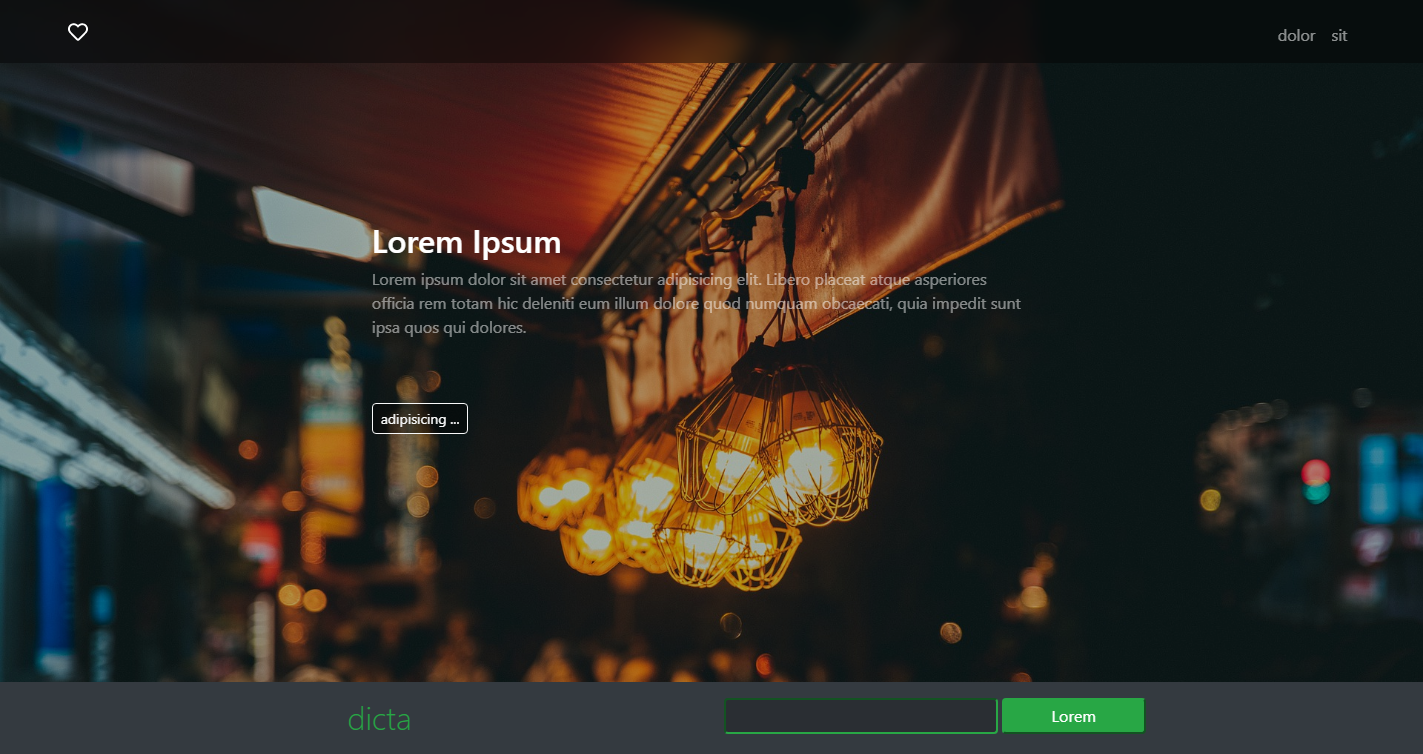 dolor sit
Lorem Ipsum
Lorem ipsum dolor sit amet consectetur adipisicing elit. Libero placeat atque asperiores
officia rem totam hic deleniti eum illum dolore quod numquam obcaecati, quia impedit sunt
ipsa quos qui dolores.
adipisicing ...
dicta
Lorem